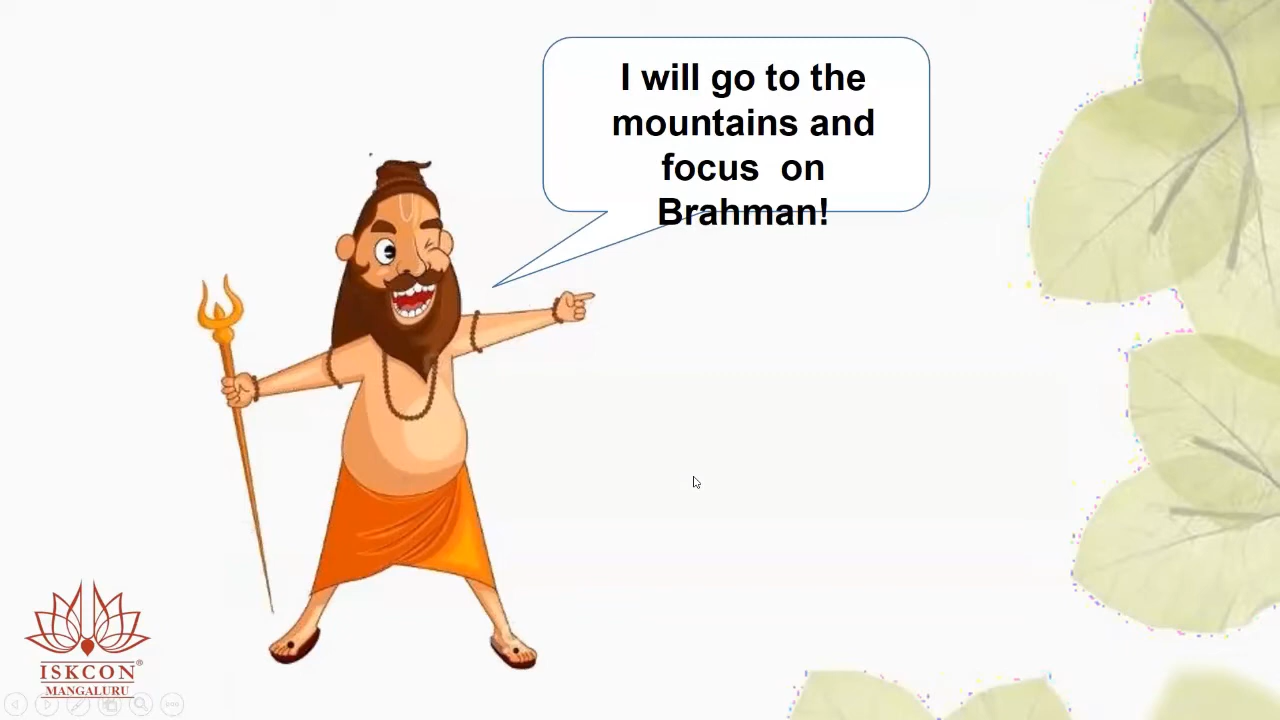 I will go to the
mountains and
focus  on
Brahman!
ISKCON®
MANGALURU